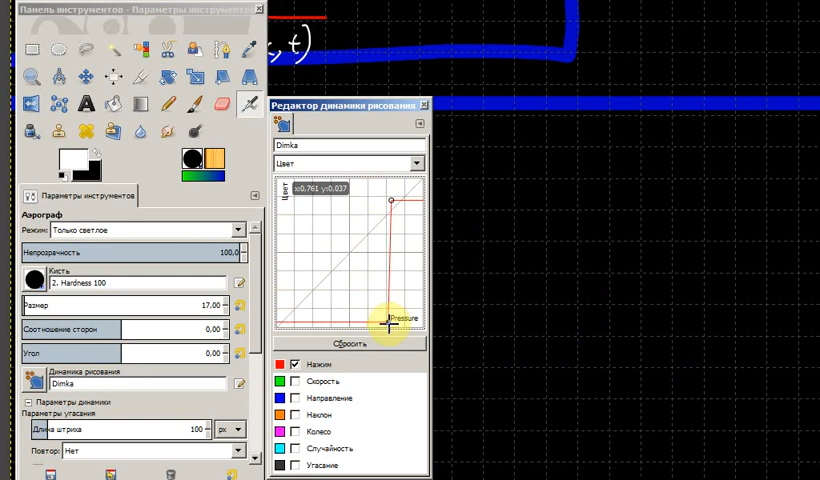 Панель инструментов - Параметры инструментов
, t)
Параметры инструментов
Аэрограф
Режим: Только светлое
Непрозрачность 100,0
Кисть
2. Hardness 100
Размер 17,00
Соотношение сторон 0,00
Угол 0,00
Динамика рисования
Dimka
Параметры динамики
Параметры угасания
Длина штриха 100 px
Повтор: Нет
Редактор динамики рисования
Dimka
Цвет
Цвет
x:0,761 y:0,037
Pressure
Сбросить
Нажим
Скорость
Направление
Наклон
Колесо
Случайность
Угасание